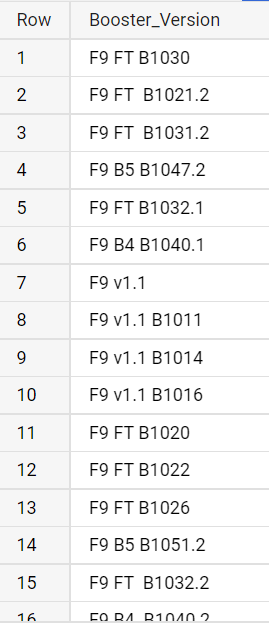 Row Booster_Version
1 F9 FT B1030
2 F9 FT  B1021.2
3 F9 FT  B1031.2
4 F9 B5 B1047.2
5 F9 FT B1032.1
6 F9 B4 B1040.1
7 F9 v1.1
8 F9 v1.1 B1011
9 F9 v1.1 B1014
10 F9 v1.1 B1016
11 F9 FT B1020
12 F9 FT B1022
13 F9 FT B1026
14 F9 B5 B1051.2
15 F9 FT  B1032.2
16 F9 B4  B1040.2